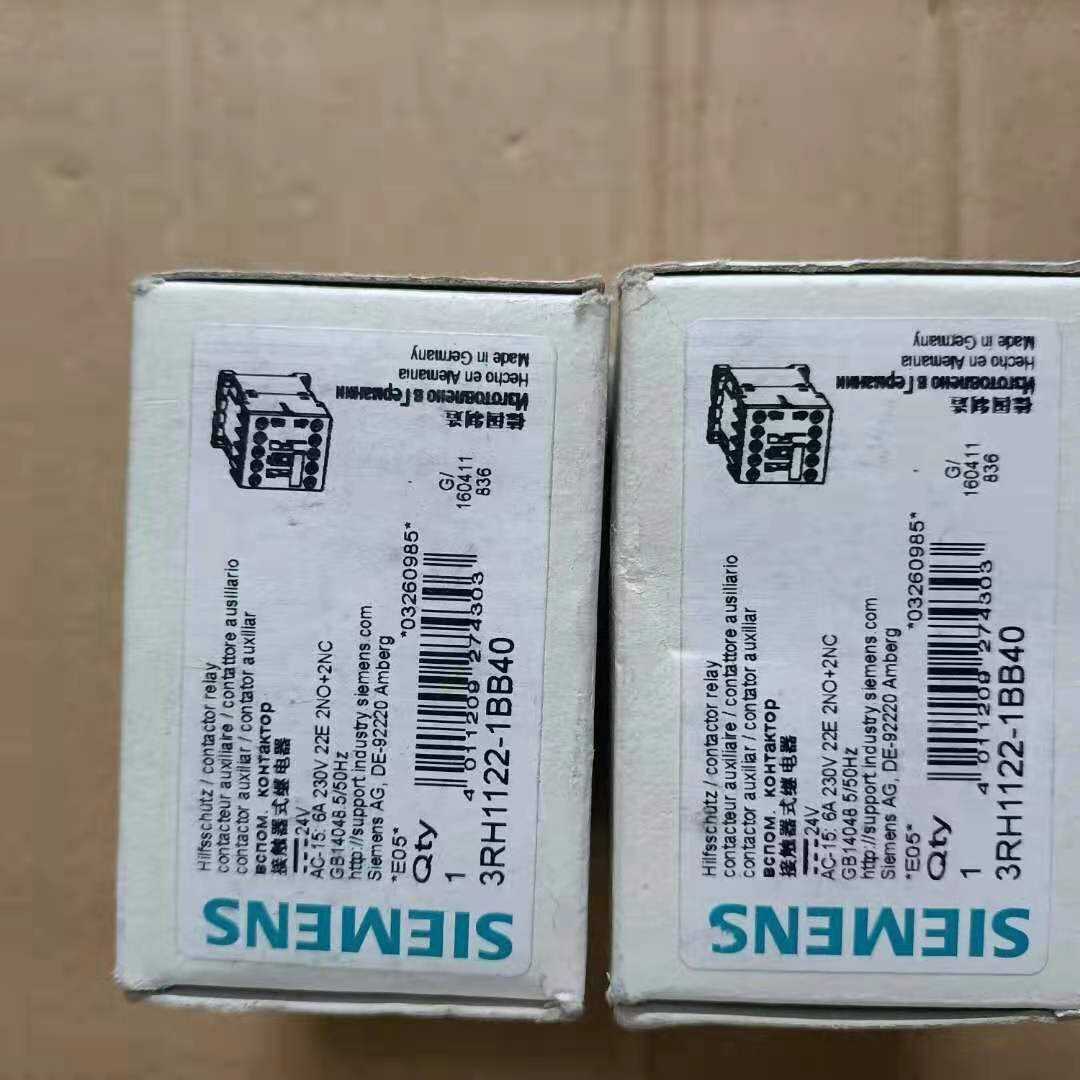 SIEMENS
Hilfsschütz / contactor relay
contacteur auxiliaire / contattore ausiliario
contactor auxiliar / contator auxiliar
вспом. контактор
接触器式继电器
24V
AC-15: 6A 230V 22E 2NO+2NC
GB14048.5/50Hz
http://support.industry.siemens.com
Siemens AG, DE-92220 Amberg
*E05*
*03260985*
Qty
1
4 011209 274303
3RH1122-1BB40
G/
160411
836
Made in Germany
Hecho en Alemania
Изготовлено в Германии
德国制造
SIEMENS
Hilfsschütz / contactor relay
contacteur auxiliaire / contattore ausiliario
contactor auxiliar / contator auxiliar
вспом. контактор
接触器式继电器
24V
AC-15: 6A 230V 22E 2NO+2NC
GB14048.5/50Hz
http://support.industry.siemens.com
Siemens AG, DE-92220 Amberg
*E05*
*03260985*
Qty
1
4 011209 274303
3RH1122-1BB40
G/
160411
836
Made in Germany
Hecho en Alemania
Изготовлено в Германии
德国制造